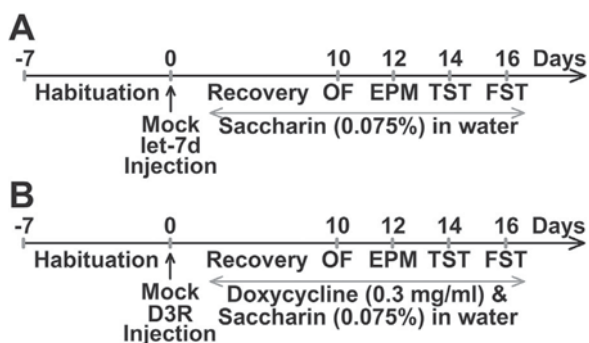 A
-7 0 10 12 14 16 Days
Habituation Recovery OF EPM TST FST
Mock Saccharin (0.075%) in water
let-7d
Injection
B
-7 0 10 12 14 16 Days
Habituation Recovery OF EPM TST FST
Mock Doxycycline (0.3 mg/ml) &
D3R Saccharin (0.075%) in water
Injection